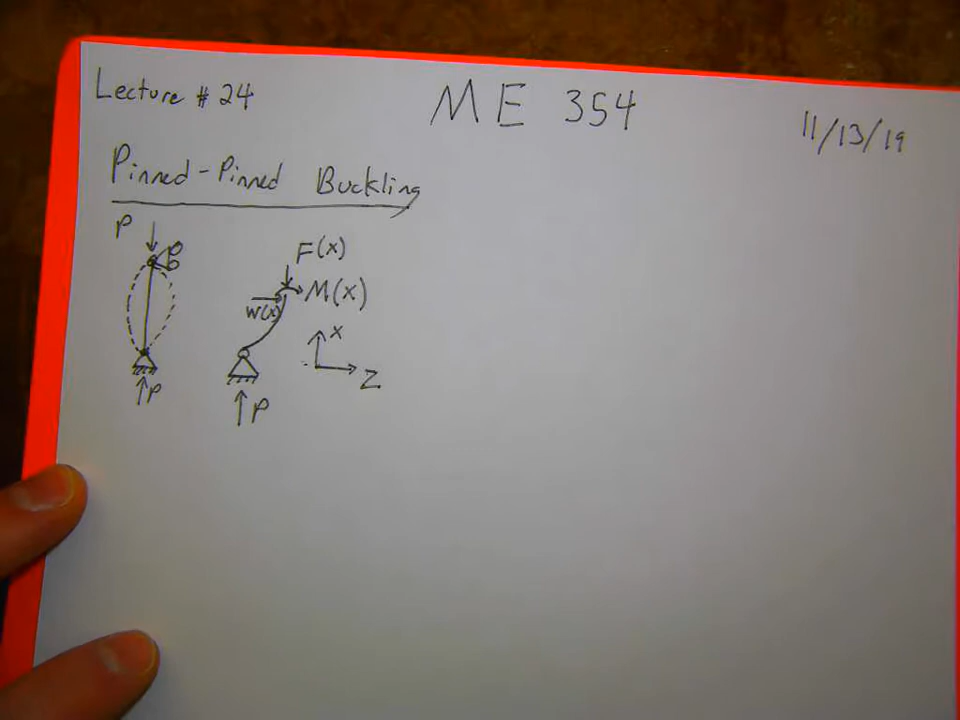 Lecture # 24
ME 354
11/13/19
Pinned-Pinned Buckling
P
F(x)
M(x)
w(x)
x
z
P
P